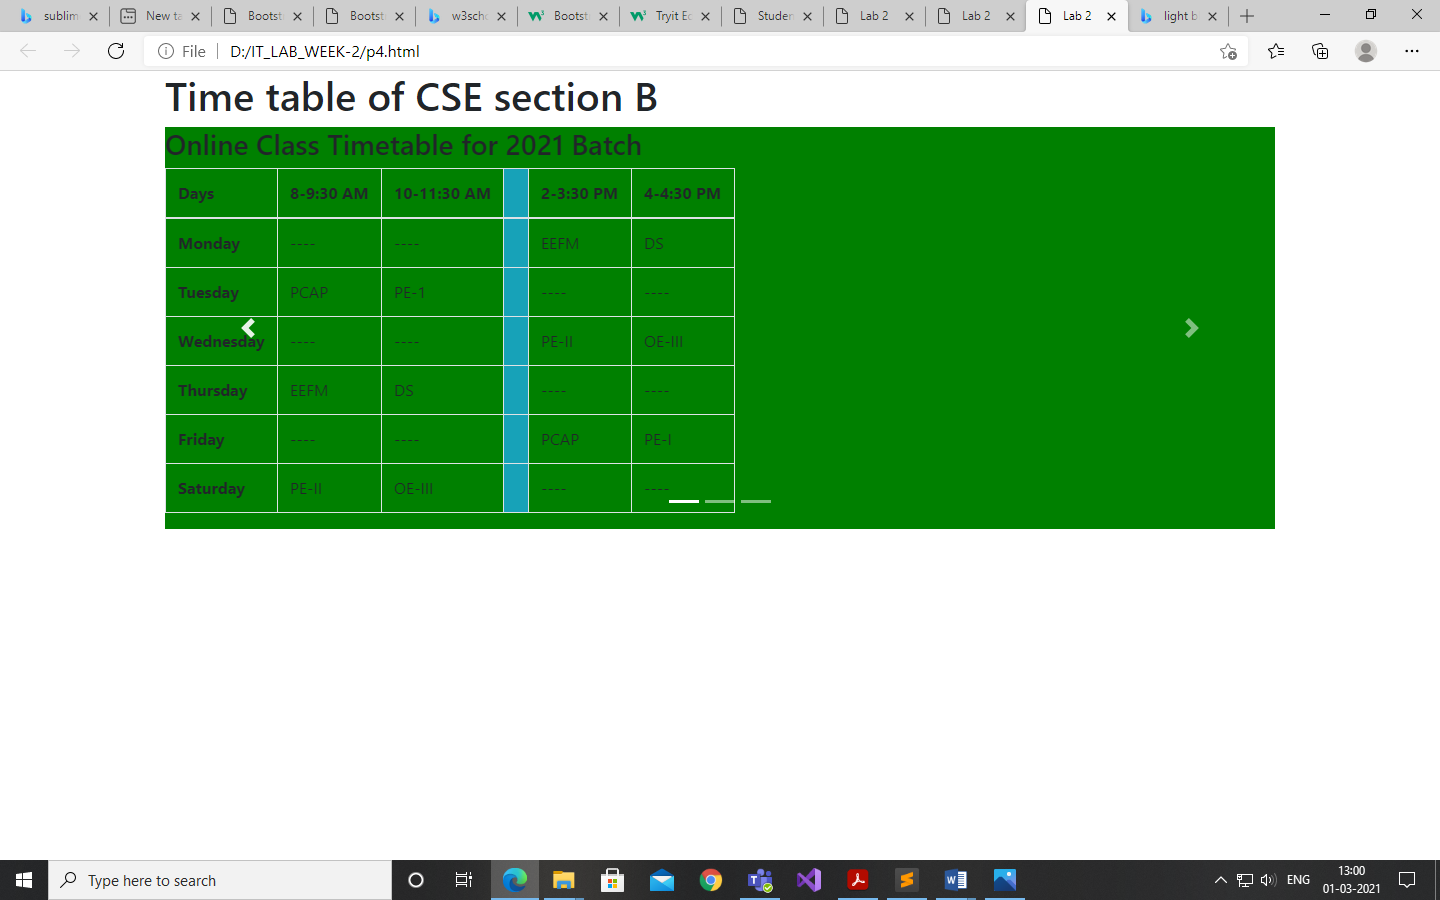 sublim
New ta
Bootst
Bootst
w3scho
Bootst
Tryit Ed
Studen
Lab 2
Lab 2
Lab 2
light b
File
D:/IT_LAB_WEEK-2/p4.html
Time table of CSE section B
Online Class Timetable for 2021 Batch
Days 8-9:30 AM 10-11:30 AM 2-3:30 PM 4-4:30 PM
Monday ---- ---- EEFM DS
Tuesday PCAP PE-1 ---- ----
Wednesday ---- ---- PE-II OE-III
Thursday EEFM DS ---- ----
Friday ---- ---- PCAP PE-I
Saturday PE-II OE-III ---- ----
Type here to search
ENG
13:00
01-03-2021